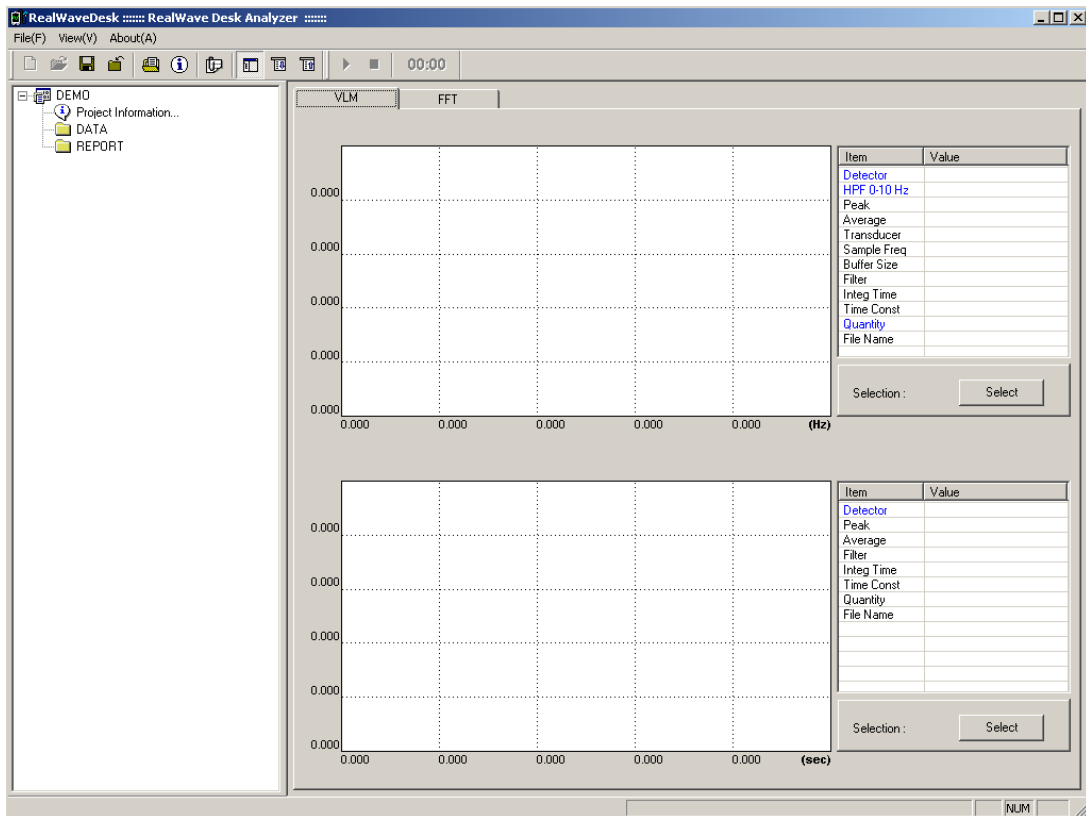 RealWaveDesk ::::::: RealWave Desk Analyzer :::::::
File(F) View(V) About(A)
00:00
DEMO
Project Information...
DATA
REPORT
VLM FFT
0.000
0.000
0.000
0.000
0.000
0.000 0.000 0.000 0.000 0.000 (Hz)
Item Value
Detector
HPF 0-10 Hz
Peak
Average
Transducer
Sample Freq
Buffer Size
Filter
Integ Time
Time Const
Quantity
File Name
Selection : Select
0.000
0.000
0.000
0.000
0.000
0.000 0.000 0.000 0.000 0.000 (sec)
Item Value
Detector
Peak
Average
Filter
Integ Time
Time Const
Quantity
File Name
Selection : Select
NUM